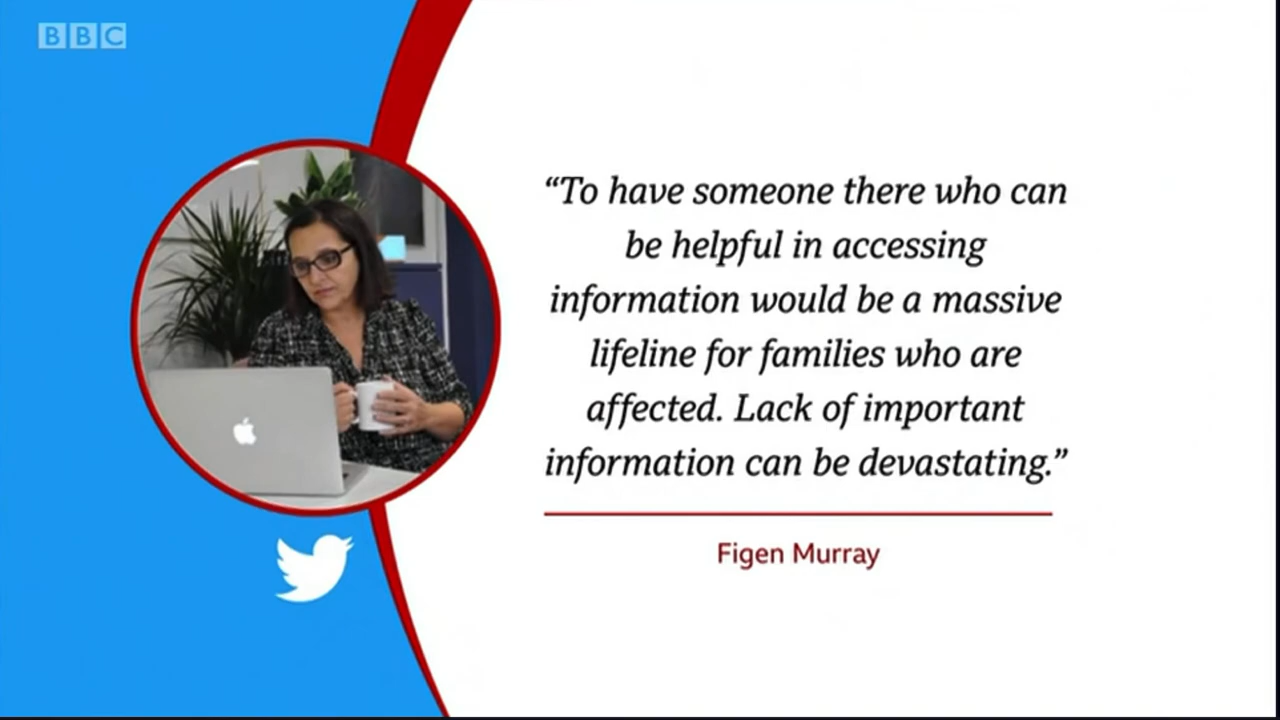 BBC
“To have someone there who can
be helpful in accessing
information would be a massive
lifeline for families who are
affected. Lack of important
information can be devastating.”
Figen Murray